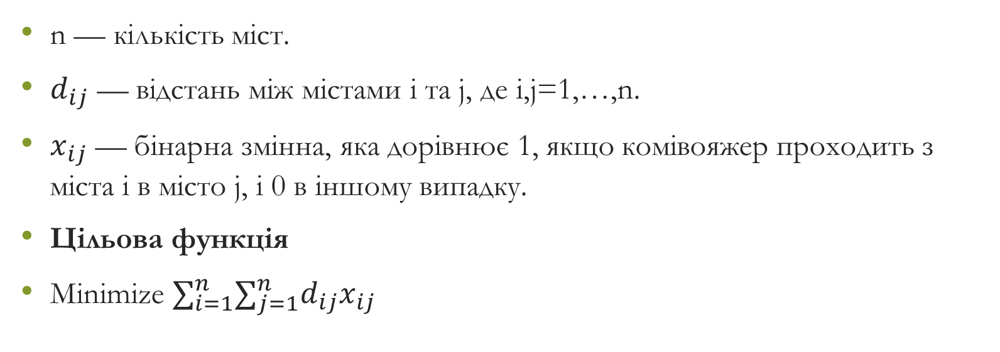 • n — кількість міст.
• $d_{ij}$ — відстань між містами i та j, де i,j=1,…,n.
• $x_{ij}$ — бінарна змінна, яка дорівнює 1, якщо комівояжер проходить з
міста i в місто j, і 0 в іншому випадку.
• Цільова функція
• Minimize $\sum_{i=1}^{n}\sum_{j=1}^{n} d_{ij}x_{ij}$